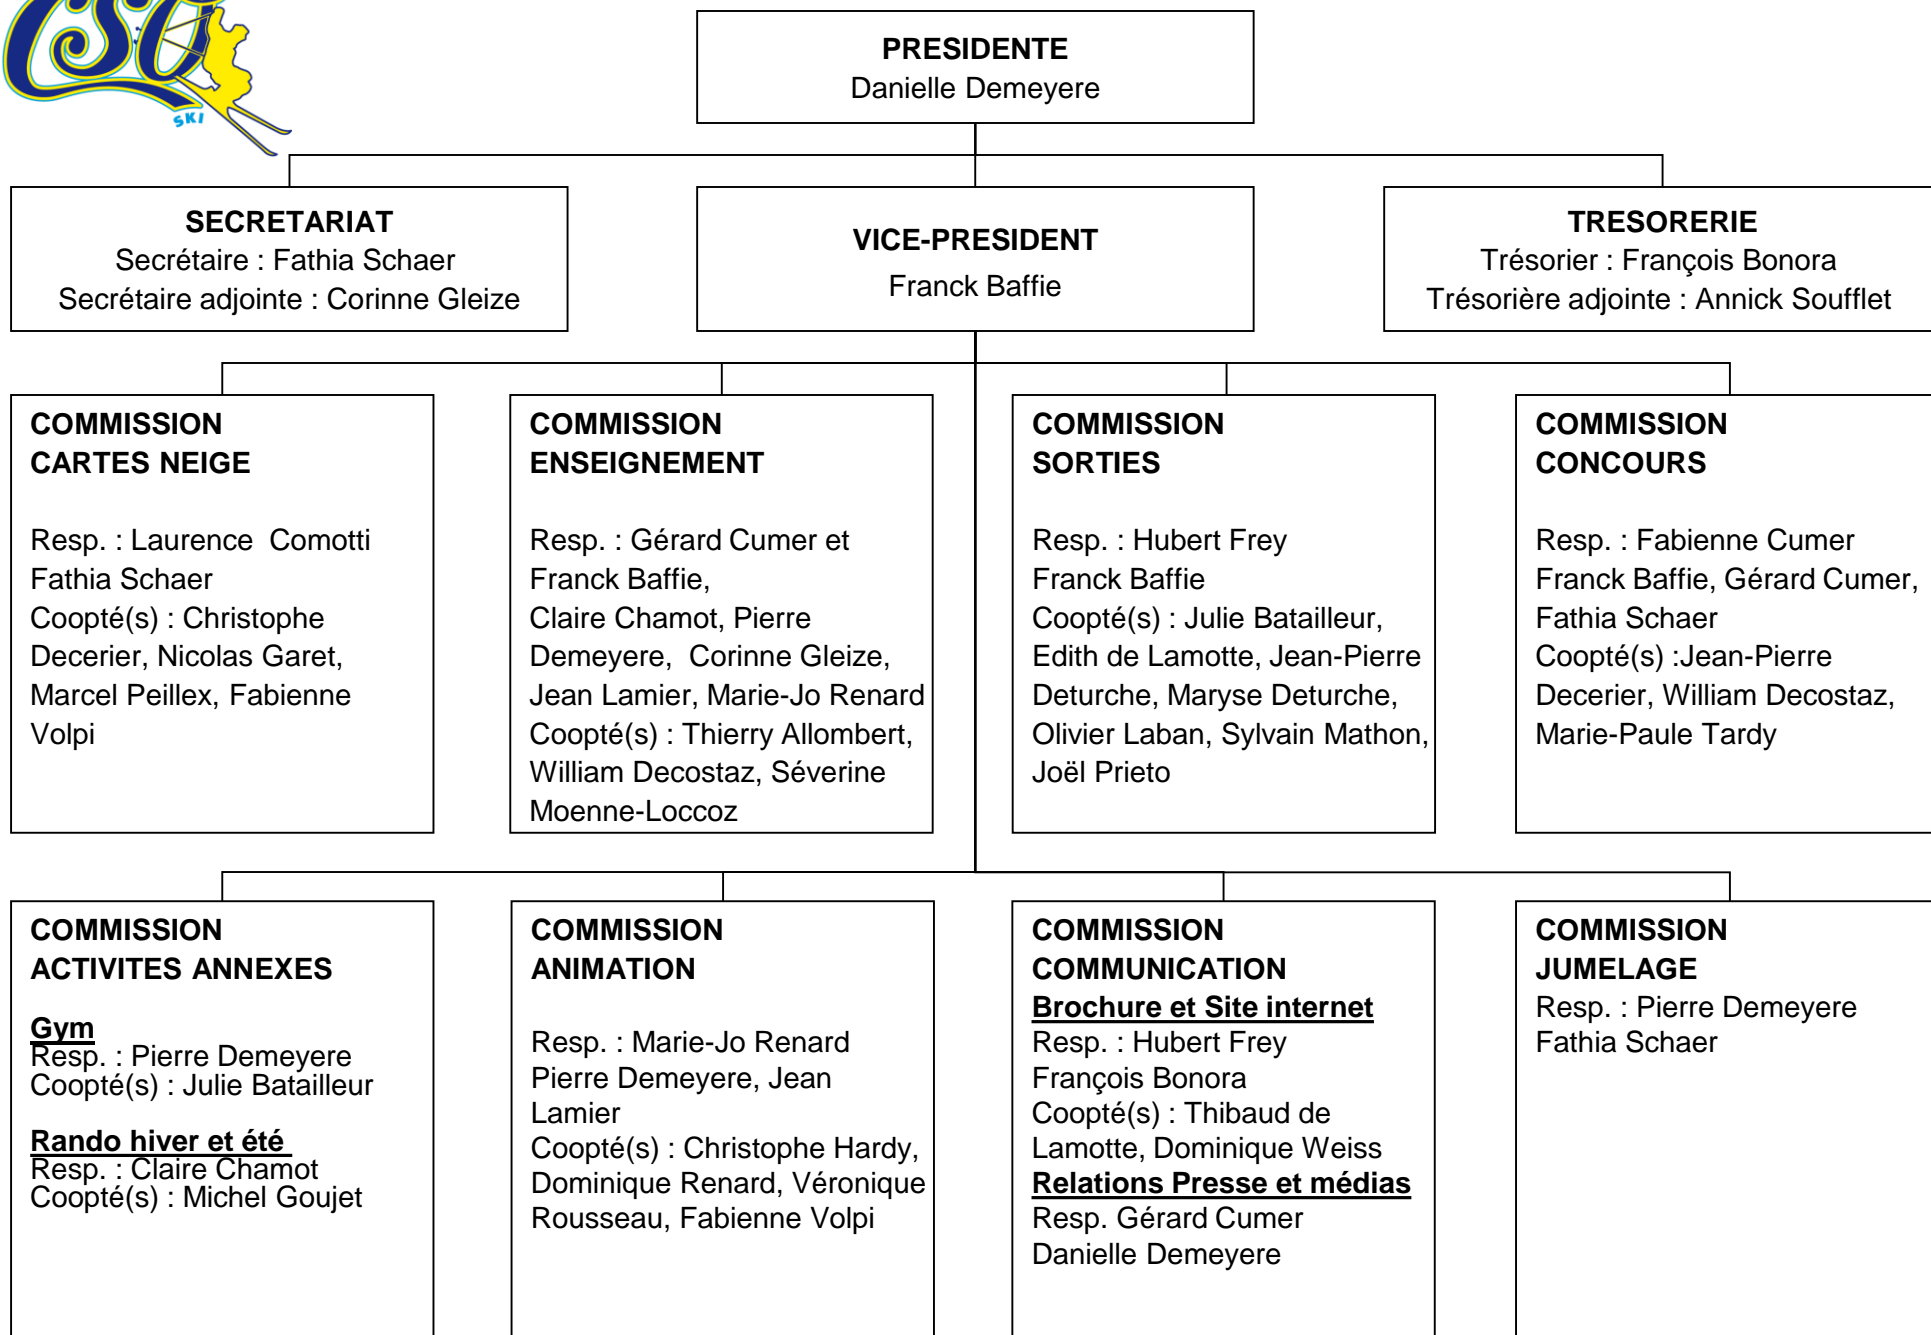 CSO
SKI
PRESIDENTE
Danielle Demeyere
SECRETARIAT
Secrétaire : Fathia Schaer
Secrétaire adjointe : Corinne Gleize
VICE-PRESIDENT
Franck Baffie
TRESORERIE
Trésorier : François Bonora
Trésorière adjointe : Annick Soufflet
COMMISSION
CARTES NEIGE
Resp. : Laurence  Comotti
Fathia Schaer
Coopté(s) : Christophe
Decerier, Nicolas Garet,
Marcel Peillex, Fabienne
Volpi
COMMISSION
ENSEIGNEMENT
Resp. : Gérard Cumer et
Franck Baffie,
Claire Chamot, Pierre
Demeyere,  Corinne Gleize,
Jean Lamier, Marie-Jo Renard
Coopté(s) : Thierry Allombert,
William Decostaz, Séverine
Moenne-Loccoz
COMMISSION
SORTIES
Resp. : Hubert Frey
Franck Baffie
Coopté(s) : Julie Batailleur,
Edith de Lamotte, Jean-Pierre
Deturche, Maryse Deturche,
Olivier Laban, Sylvain Mathon,
Joël Prieto
COMMISSION
CONCOURS
Resp. : Fabienne Cumer
Franck Baffie, Gérard Cumer,
Fathia Schaer
Coopté(s) :Jean-Pierre
Decerier, William Decostaz,
Marie-Paule Tardy
COMMISSION
ACTIVITES ANNEXES
Gym
Resp. : Pierre Demeyere
Coopté(s) : Julie Batailleur
Rando hiver et été
Resp. : Claire Chamot
Coopté(s) : Michel Goujet
COMMISSION
ANIMATION
Resp. : Marie-Jo Renard
Pierre Demeyere, Jean
Lamier
Coopté(s) : Christophe Hardy,
Dominique Renard, Véronique
Rousseau, Fabienne Volpi
COMMISSION
COMMUNICATION
Brochure et Site internet
Resp. : Hubert Frey
François Bonora
Coopté(s) : Thibaud de
Lamotte, Dominique Weiss
Relations Presse et médias
Resp. Gérard Cumer
Danielle Demeyere
COMMISSION
JUMELAGE
Resp. : Pierre Demeyere
Fathia Schaer